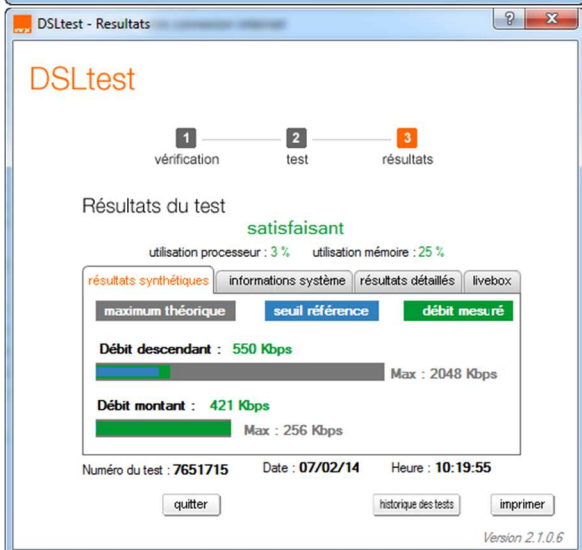 DSLtest - Résultats
DSLtest
1 2 3
vérification test résultats
Résultats du test
satisfaisant
utilisation processeur : 3 % utilisation mémoire : 25 %
résultats synthétiques informations système résultats détaillés livebox
maximum théorique seuil référence débit mesuré
Débit descendant : 550 Kbps
Max : 2048 Kbps
Débit montant : 421 Kbps
Max : 256 Kbps
Numéro du test : 7651715 Date : 07/02/14 Heure : 10:19:55
quitter historique des tests imprimer
Version 2.1.0.6